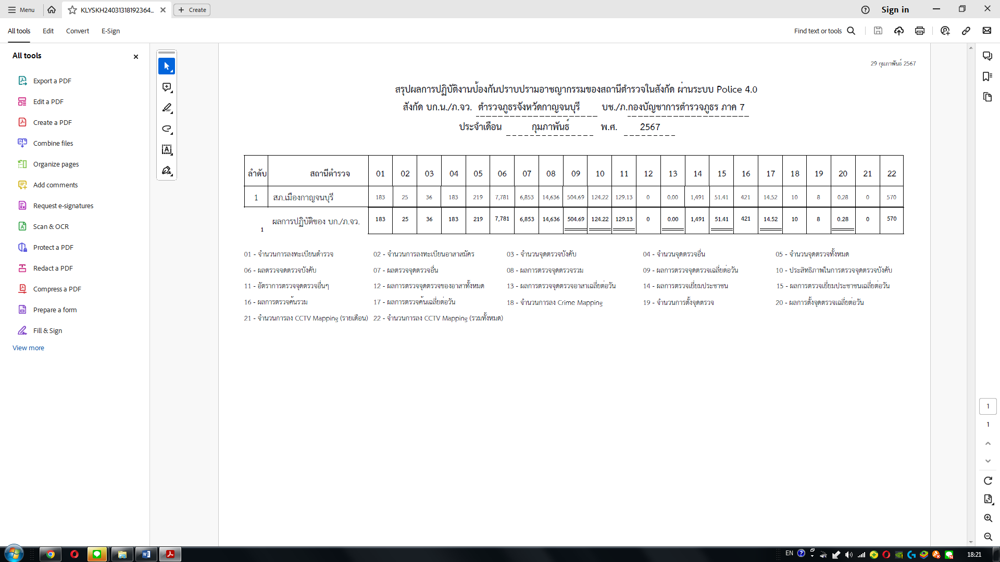 Menu
KLYSKH24031318192364...
Create
Sign in
All tools
Edit
Convert
E-Sign
Find text or tools
All tools
Export a PDF
Edit a PDF
Create a PDF
Combine files
Organize pages
Add comments
Request e-signatures
Scan & OCR
Protect a PDF
Redact a PDF
Compress a PDF
Prepare a form
Fill & Sign
View more
29 กุมภาพันธ์ 2567
สรุปผลการปฏิบัติงานป้องกันปราบปรามอาชญากรรมของสถานีตำรวจในสังกัด ผ่านระบบ Police 4.0
สังกัด บก.น./ภ.จว. ตำรวจภูธรจังหวัดกาญจนบุรี บช./ภ.กองบัญชาการตำรวจภูธร ภาค 7
ประจำเดือน กุมภาพันธ์ พ.ศ. 2567
ลำดับ สถานีตำรวจ 01 02 03 04 05 06 07 08 09 10 11 12 13 14 15 16 17 18 19 20 21 22
1 สภ.เมืองกาญจนบุรี 183 25 36 183 219 7,781 6,853 14,636 504.69 124.22 129.13 0 0.00 1,491 51.41 421 14.52 10 8 0.28 0 570
1 ผลการปฏิบัติของ บก./ภ.จว. 183 25 36 183 219 7,781 6,853 14,636 504.69 124.22 129.13 0 0.00 1,491 51.41 421 14.52 10 8 0.28 0 570
01 - จำนวนการลงทะเบียนตำรวจ 02 - จำนวนการลงทะเบียนอาสาสมัคร 03 - จำนวนจุดตรวจบังคับ 04 - จำนวนจุดตรวจอื่น 05 - จำนวนจุดตรวจทั้งหมด
06 - ผลตรวจจดตรวจบังคับ 07 - ผลตรวจจุดตรวจอื่น 08 - ผลการตรวจจุดตรวจรวม 09 - ผลการตรวจจุดตรวจเฉลี่ยต่อวัน 10 - ประสิทธิภาพในการตรวจจุดตรวจบังคับ
11 - อัตราการตรวจจุดตรวจอื่นๆ 12 - ผลการตรวจจุดตรวจของอาสาทั้งหมด 13 - ผลการตรวจจุดตรวจอาสาเฉลี่ยต่อวัน 14 - ผลการตรวจเยี่ยมประชาชน 15 - ผลการตรวจเยี่ยมประชาชนเฉลี่ยต่อวัน
16 - ผลการตรวจค้นรวม 17 - ผลการตรวจค้นเฉลี่ยต่อวัน 18 - จำนวนการลง Crime Mapping 19 - จำนวนการตั้งจุดตรวจ 20 - ผลการตั้งจุดตรวจเฉลี่ยต่อวัน
21 - จำนวนการลง CCTV Mapping (รายเดือน) 22 - จำนวนการลง CCTV Mapping (รวมทั้งหมด)
1
1
EN
18:21